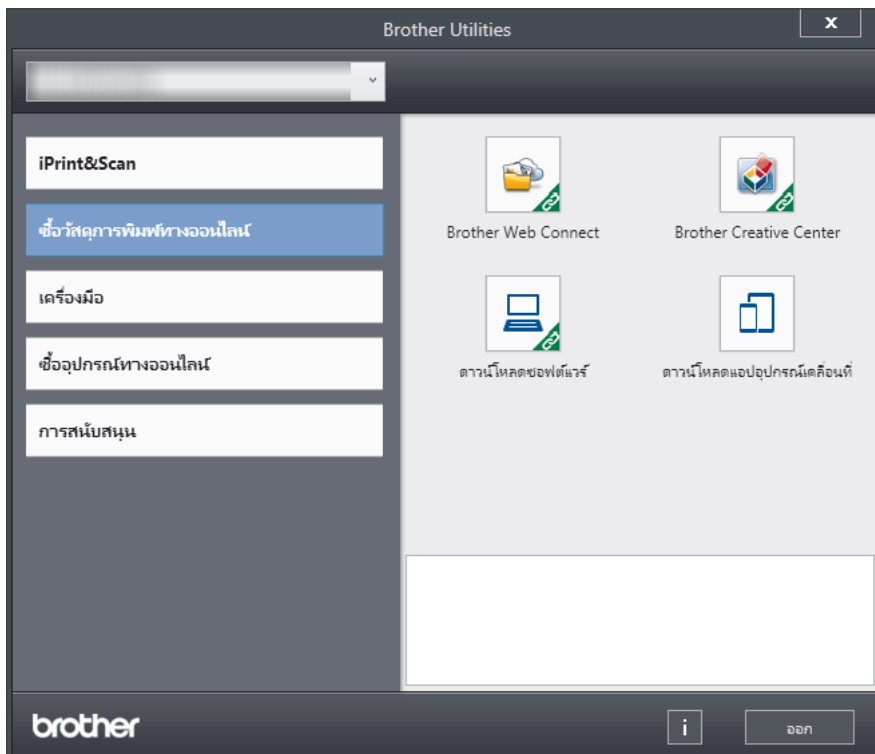 Brother Utilities
x
iPrint&Scan
ซื้อวัสดุการพิมพ์ทางออนไลน์
เครื่องมือ
ซื้ออุปกรณ์ทางออนไลน์
การสนับสนุน
Brother Web Connect
Brother Creative Center
ดาวน์โหลดซอฟต์แวร์
ดาวน์โหลดแอปอุปกรณ์เคลื่อนที่
brother
i
ออก